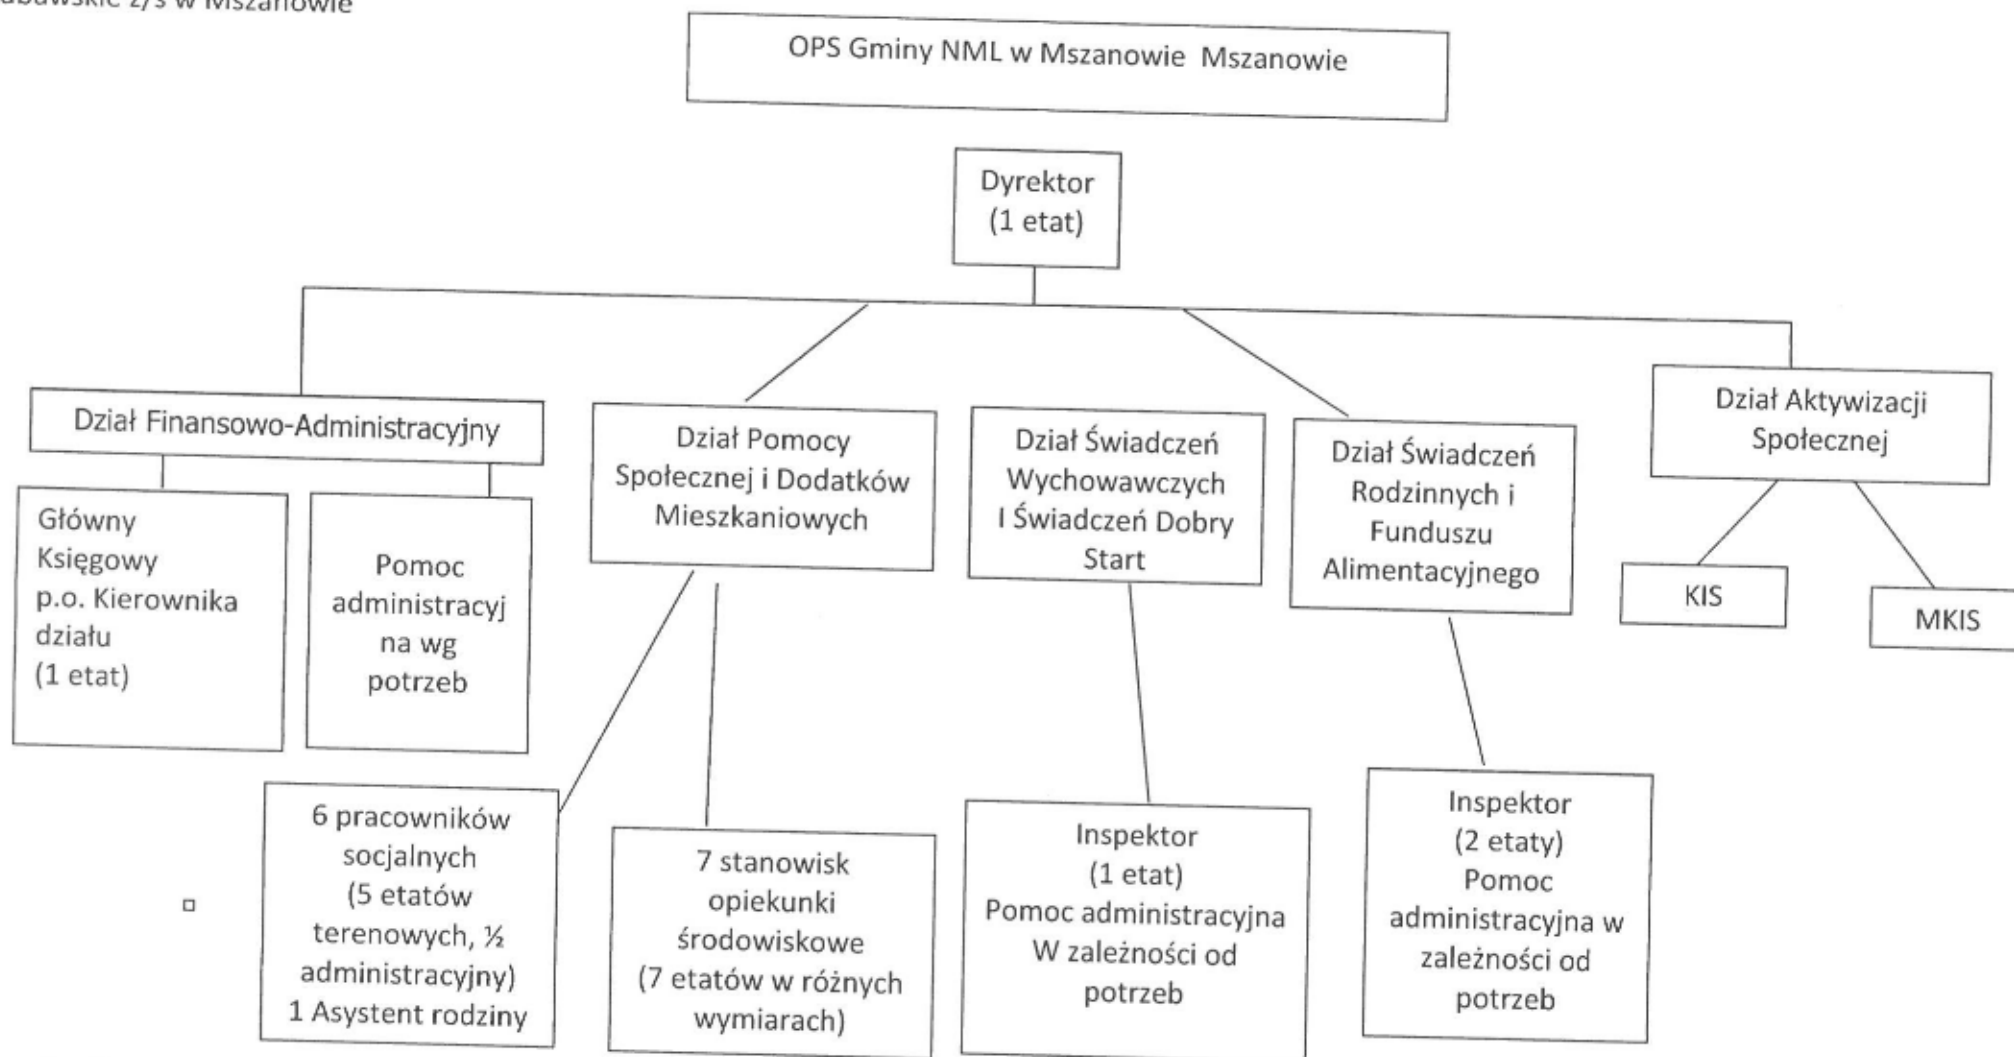 z/s w Mszanowie
OPS Gminy NML w Mszanowie Mszanowie
Dyrektor
(1 etat)
Dział Finansowo-Administracyjny
Główny
Księgowy
p.o. Kierownika
działu
(1 etat)
Pomoc
administracyj
na wg
potrzeb
Dział Pomocy
Społecznej i Dodatków
Mieszkaniowych
6 pracowników
socjalnych
(5 etatów
terenowych, ½
administracyjny)
1 Asystent rodziny
7 stanowisk
opiekunki
środowiskowe
(7 etatów w różnych
wymiarach)
Dział Świadczeń
Wychowawczych
I Świadczeń Dobry
Start
Inspektor
(1 etat)
Pomoc administracyjna
W zależności od
potrzeb
Dział Świadczeń
Rodzinnych i
Funduszu
Alimentacyjnego
Inspektor
(2 etaty)
Pomoc
administracyjna w
zależności od
potrzeb
Dział Aktywizacji
Społecznej
KIS
MKIS